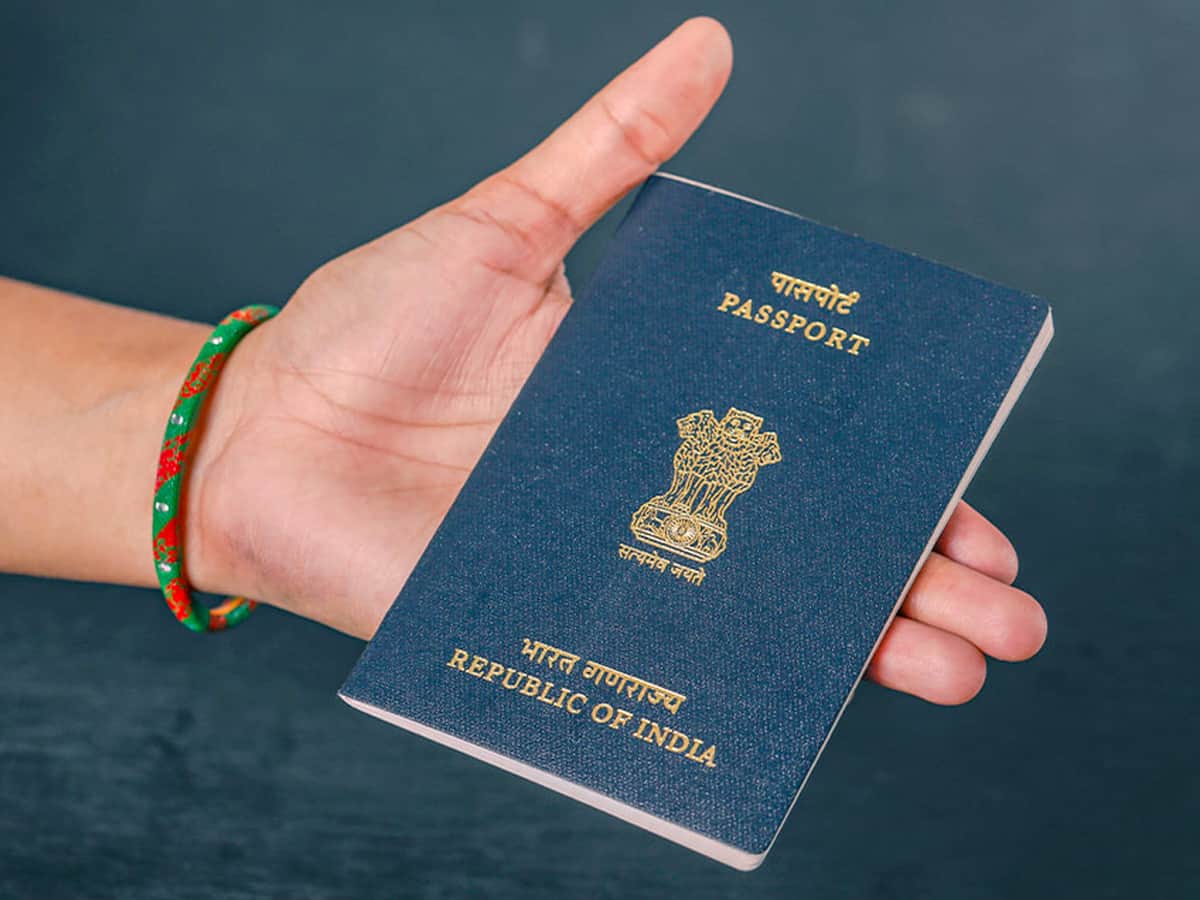 पासपोर्ट
PASSPORT
सत्यमेव जयते
भारत गणराज्य
REPUBLIC OF INDIA